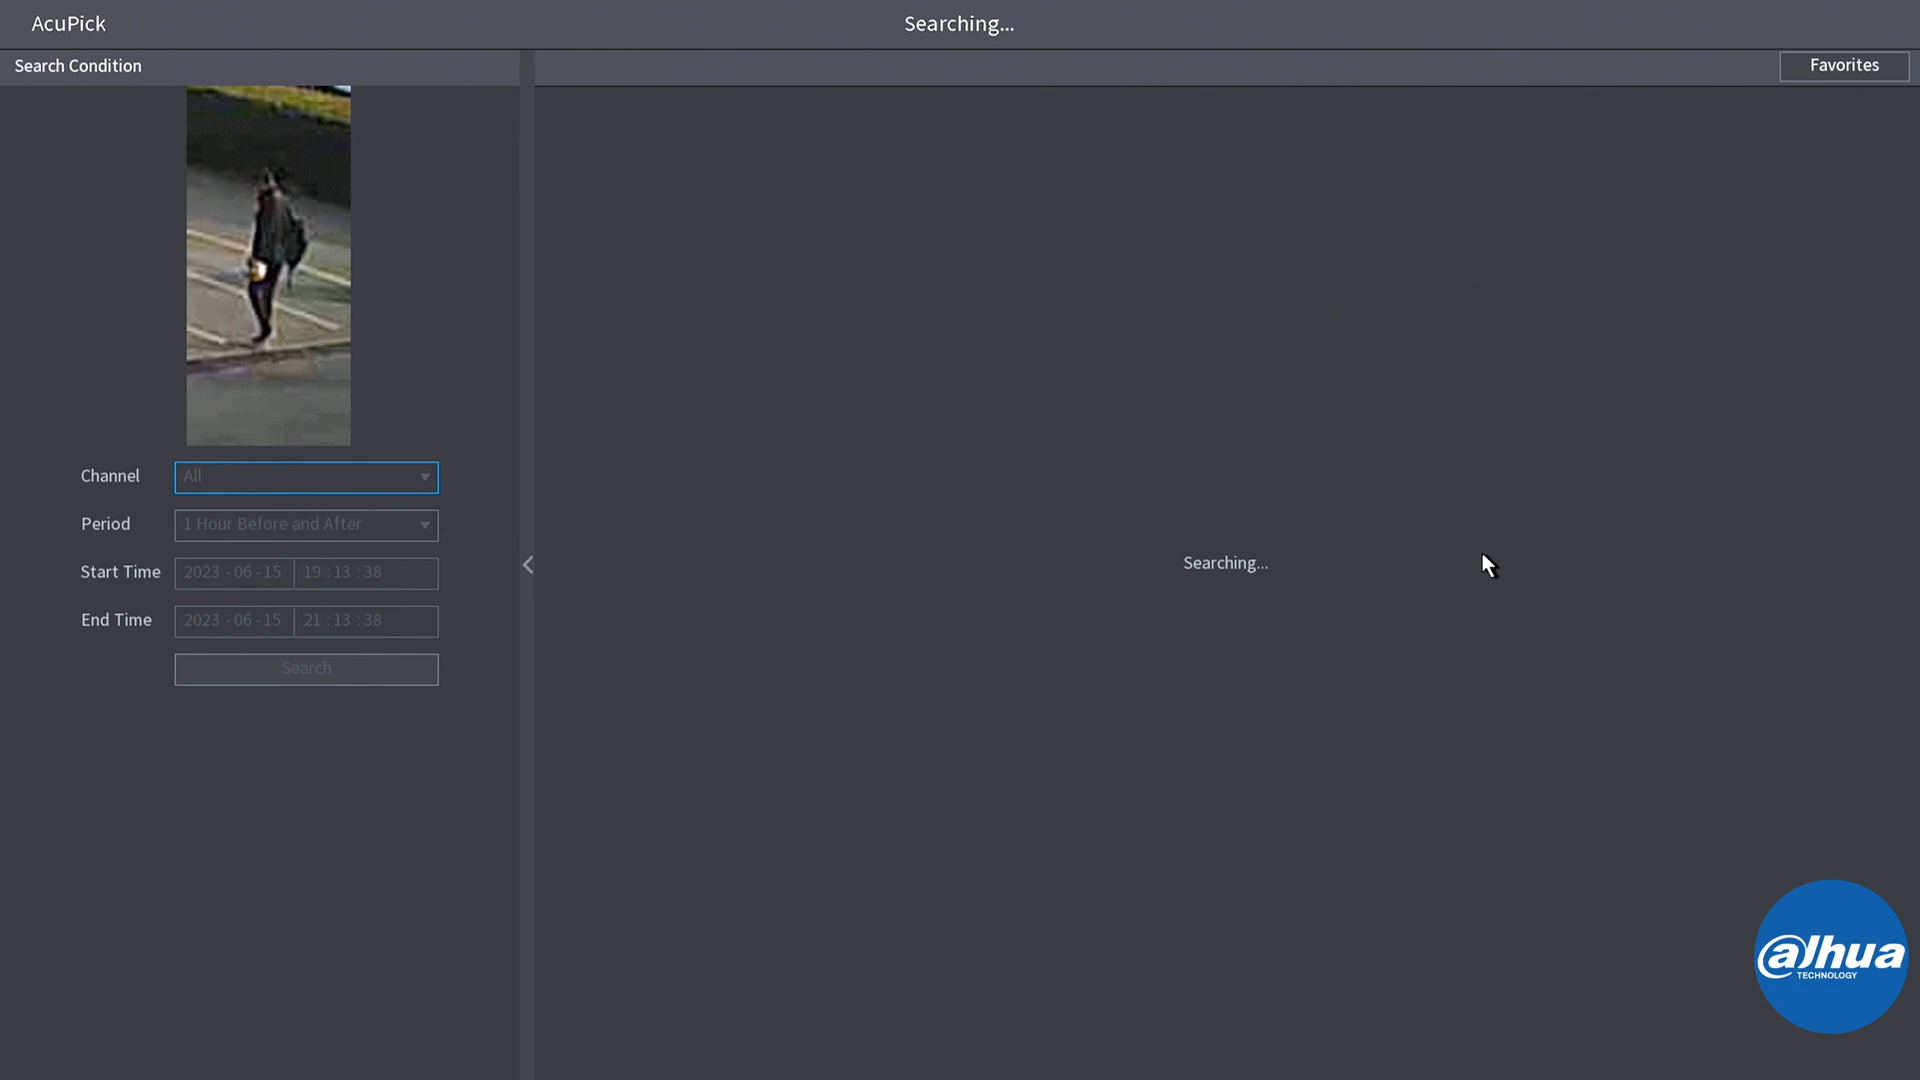 AcuPick
Searching...
Search Condition
Favorites
Channel
All
Period
1 Hour Before and After
Start Time
2023 - 06 - 15 19 : 13 : 38
End Time
2023 - 06 - 15 21 : 13 : 38
Search
Searching...
alhua
TECHNOLOGY